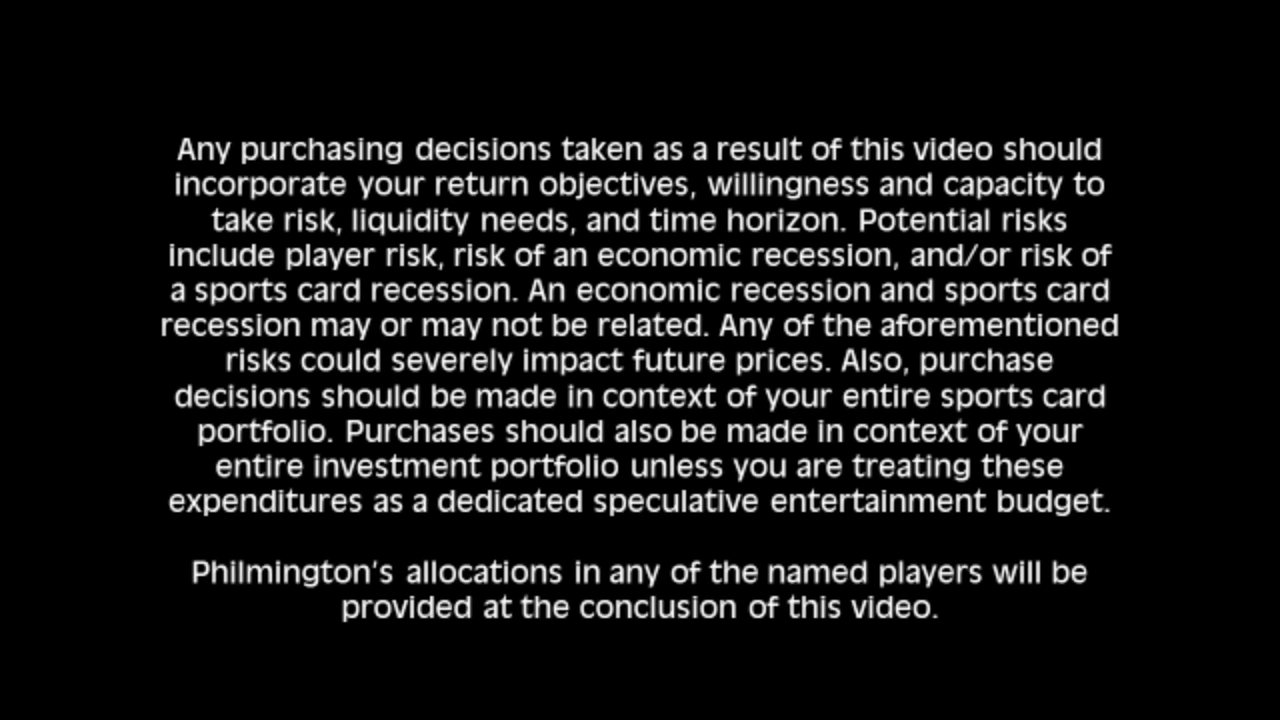 Any purchasing decisions taken as a result of this video should
incorporate your return objectives, willingness and capacity to
take risk, liquidity needs, and time horizon. Potential risks
include player risk, risk of an economic recession, and/or risk of
a sports card recession. An economic recession and sports card
recession may or may not be related. Any of the aforementioned
risks could severely impact future prices. Also, purchase
decisions should be made in context of your entire sports card
portfolio. Purchases should also be made in context of your
entire investment portfolio unless you are treating these
expenditures as a dedicated speculative entertainment budget.
Philmington's allocations in any of the named players will be
provided at the conclusion of this video.